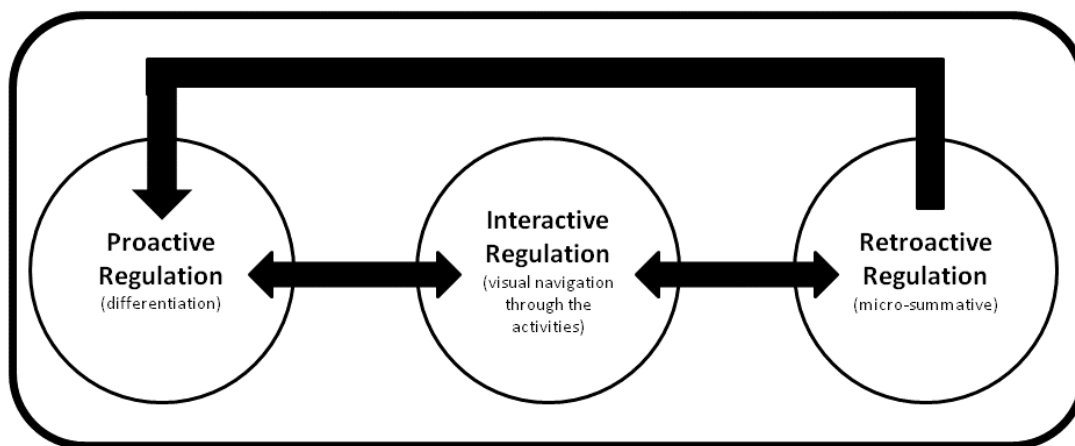 Proactive
Regulation
(differentiation)
Interactive
Regulation
(visual navigation
through the
activities)
Retroactive
Regulation
(micro-summative)